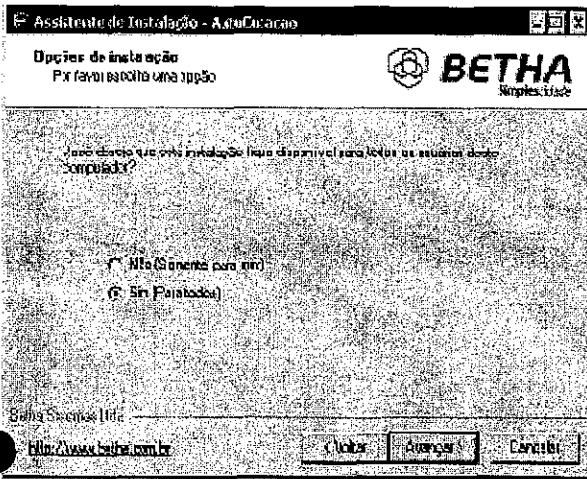 Assistente de Instalação - AutoCotacao
Opções de instalação
Por favor escolha uma opção
BETHA
Simplicidade
Você deseja que esta instalação fique disponível para todos os usuários deste
computador?
Não (Somente para mim)
Sim (Para todos)
Betha Sistemas Ltda
http://www.betha.com.br
< Voltar
Avançar >
Cancelar